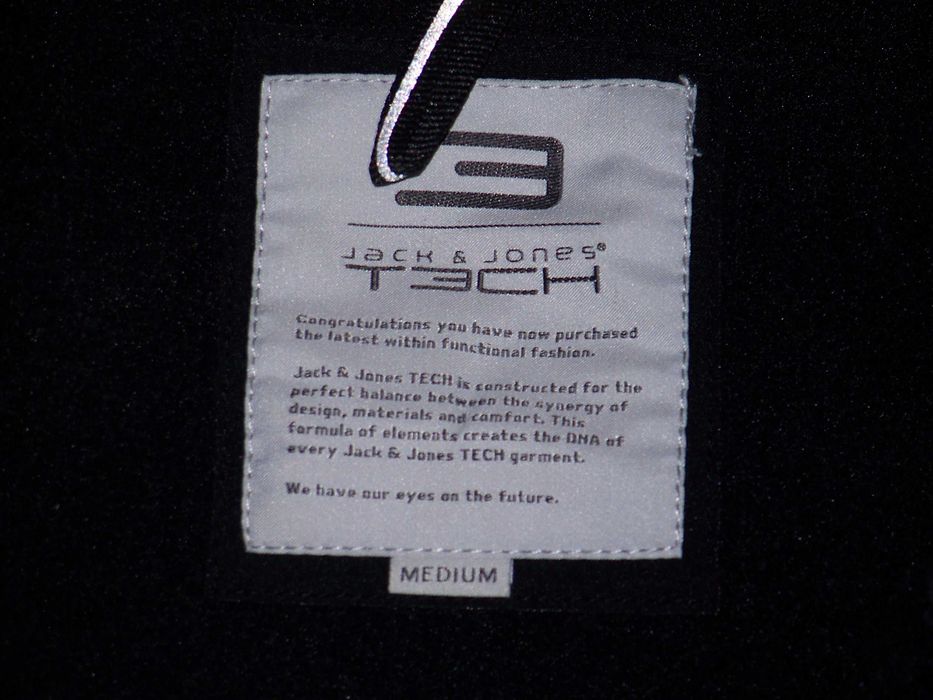 Jack & Jones®
TECH
Congratulations you have now purchased
the latest within functional fashion.
Jack & Jones TECH is constructed for the
perfect balance between the synergy of
design, materials and comfort. This
formula of elements creates the DNA of
every Jack & Jones TECH garment.
We have our eyes on the future.
MEDIUM